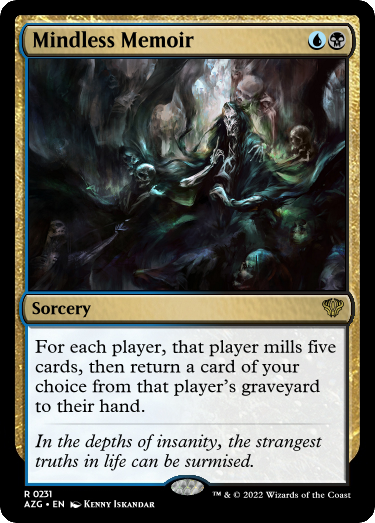 Mindless Memoir
Sorcery
For each player, that player mills five
cards, then return a card of your
choice from that player's graveyard
to their hand.
In the depths of insanity, the strangest
truths in life can be surmised.
R 0231
AZG • EN Kenny Iskandar
™ & © 2022 Wizards of the Coast